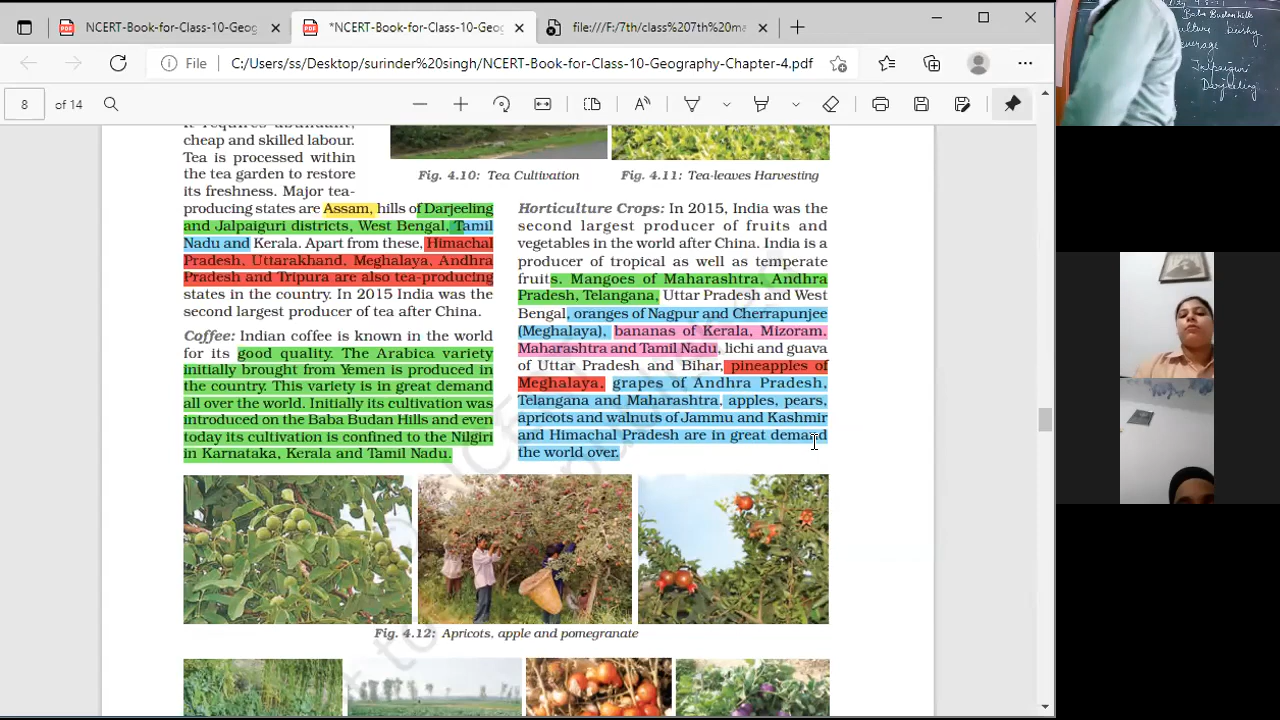 NCERT-Book-for-Class-10-Geog
*NCERT-Book-for-Class-10-Geog
file:///F:/7th/class%207th%20ma
File
C:/Users/ss/Desktop/surinder%20singh/NCERT-Book-for-Class-10-Geography-Chapter-4.pdf
8
of 14
it requires abundant,
cheap and skilled labour.
Tea is processed within
the tea garden to restore
its freshness. Major tea-
producing states are Assam, hills of Darjeeling
and Jalpaiguri districts, West Bengal, Tamil
Nadu and Kerala. Apart from these, Himachal
Pradesh, Uttarakhand, Meghalaya, Andhra
Pradesh and Tripura are also tea-producing
states in the country. In 2015 India was the
second largest producer of tea after China.
Coffee: Indian coffee is known in the world
for its good quality. The Arabica variety
initially brought from Yemen is produced in
the country. This variety is in great demand
all over the world. Initially its cultivation was
introduced on the Baba Budan Hills and even
today its cultivation is confined to the Nilgiri
in Karnataka, Kerala and Tamil Nadu.
Fig. 4.10: Tea Cultivation
Fig. 4.11: Tea-leaves Harvesting
Horticulture Crops: In 2015, India was the
second largest producer of fruits and
vegetables in the world after China. India is a
producer of tropical as well as temperate
fruits. Mangoes of Maharashtra, Andhra
Pradesh, Telangana, Uttar Pradesh and West
Bengal, oranges of Nagpur and Cherrapunjee
(Meghalaya), bananas of Kerala, Mizoram,
Maharashtra and Tamil Nadu, lichi and guava
of Uttar Pradesh and Bihar, pineapples of
Meghalaya, grapes of Andhra Pradesh,
Telangana and Maharashtra, apples, pears,
apricots and walnuts of Jammu and Kashmir
and Himachal Pradesh are in great demand
the world over.
Fig. 4.12: Apricots, apple and pomegranate
Baba Budan hills
Jalpaiguri
Darjeeling